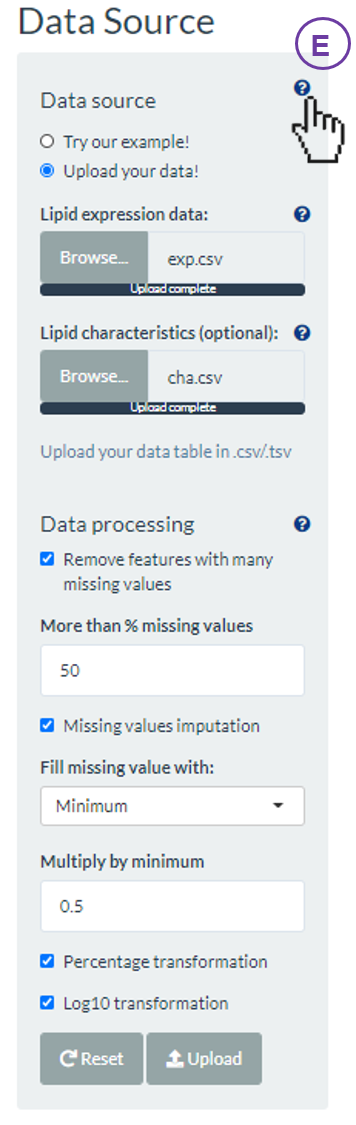 Data Source
E
Data source
Try our example!
Upload your data!
Lipid expression data:
Browse... exp.csv
Upload complete
Lipid characteristics (optional):
Browse... cha.csv
Upload complete
Upload your data table in .csv/.tsv
Data processing
Remove features with many
missing values
More than % missing values
50
Missing values imputation
Fill missing value with:
Minimum
Multiply by minimum
0.5
Percentage transformation
Log10 transformation
Reset Upload